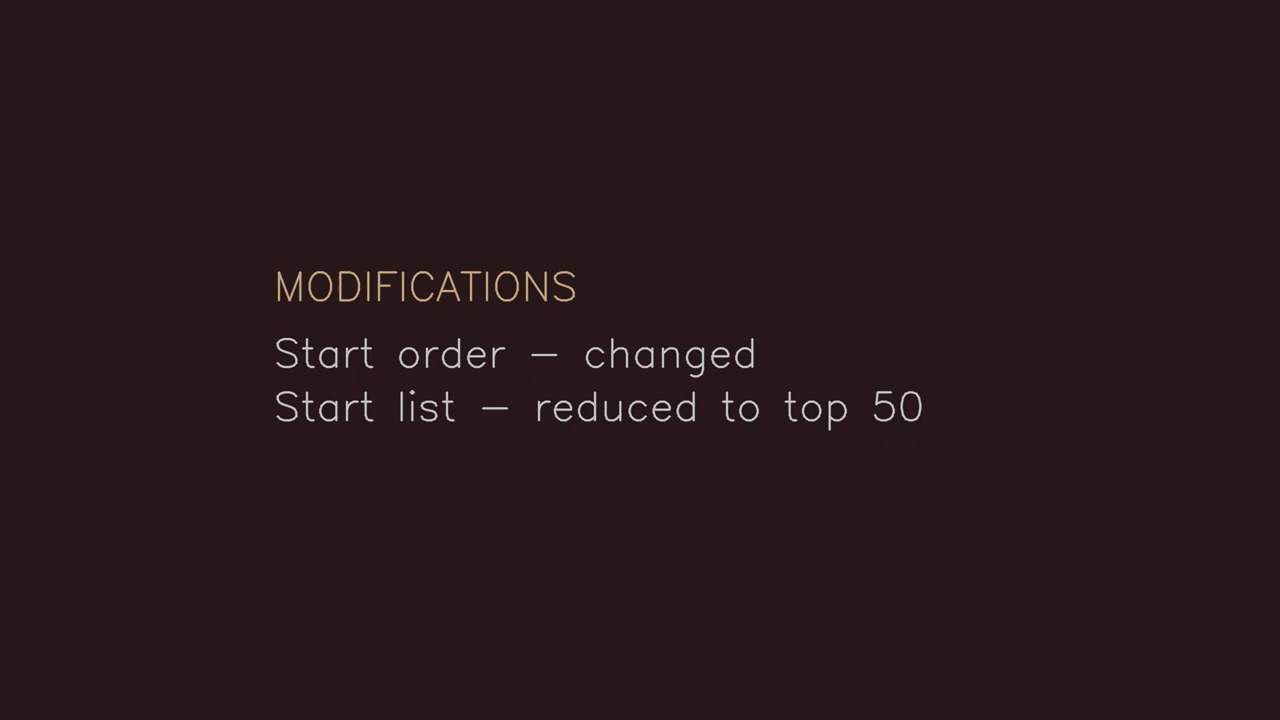 MODIFICATIONS
Start order – changed
Start list – reduced to top 50